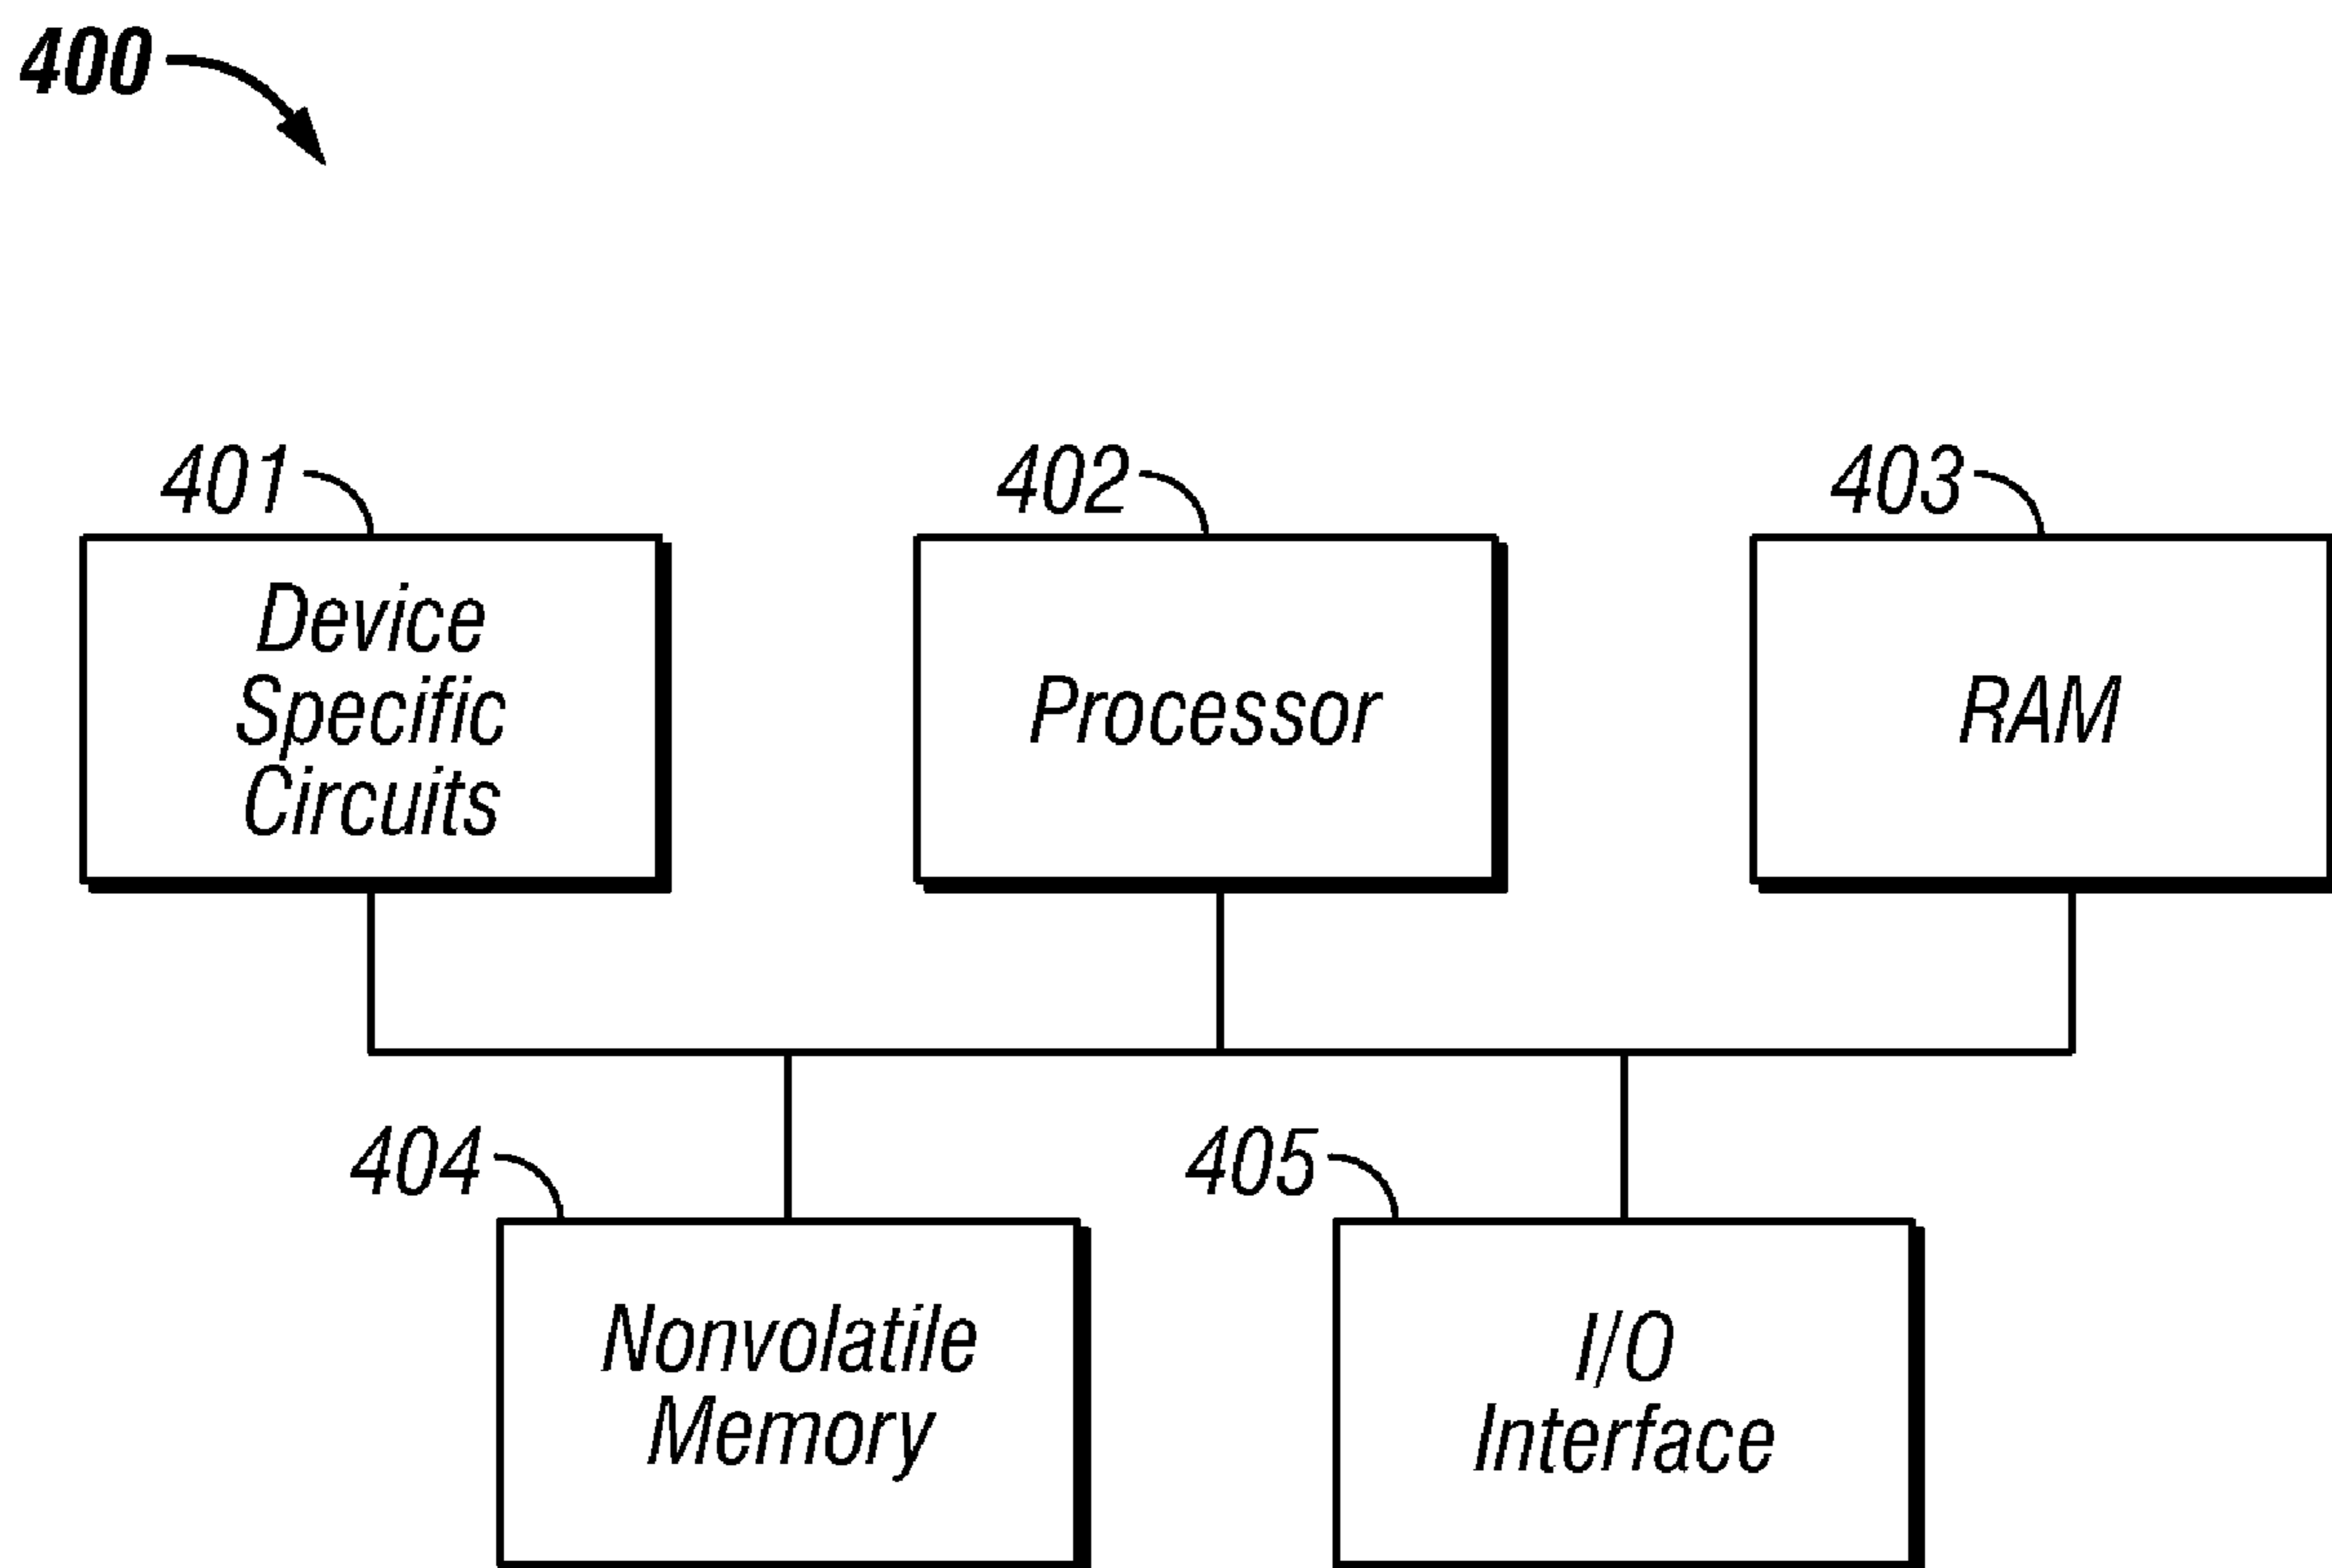 400
401
402
403
Device
Specific
Circuits
Processor
RAM
404
405
Nonvolatile
Memory
I/O
Interface